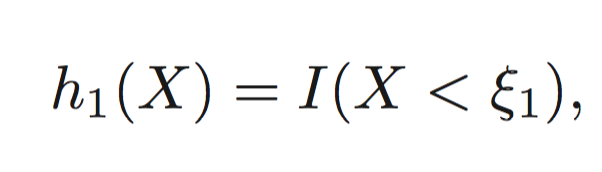 h₁(X) = I(X < ξ₁),